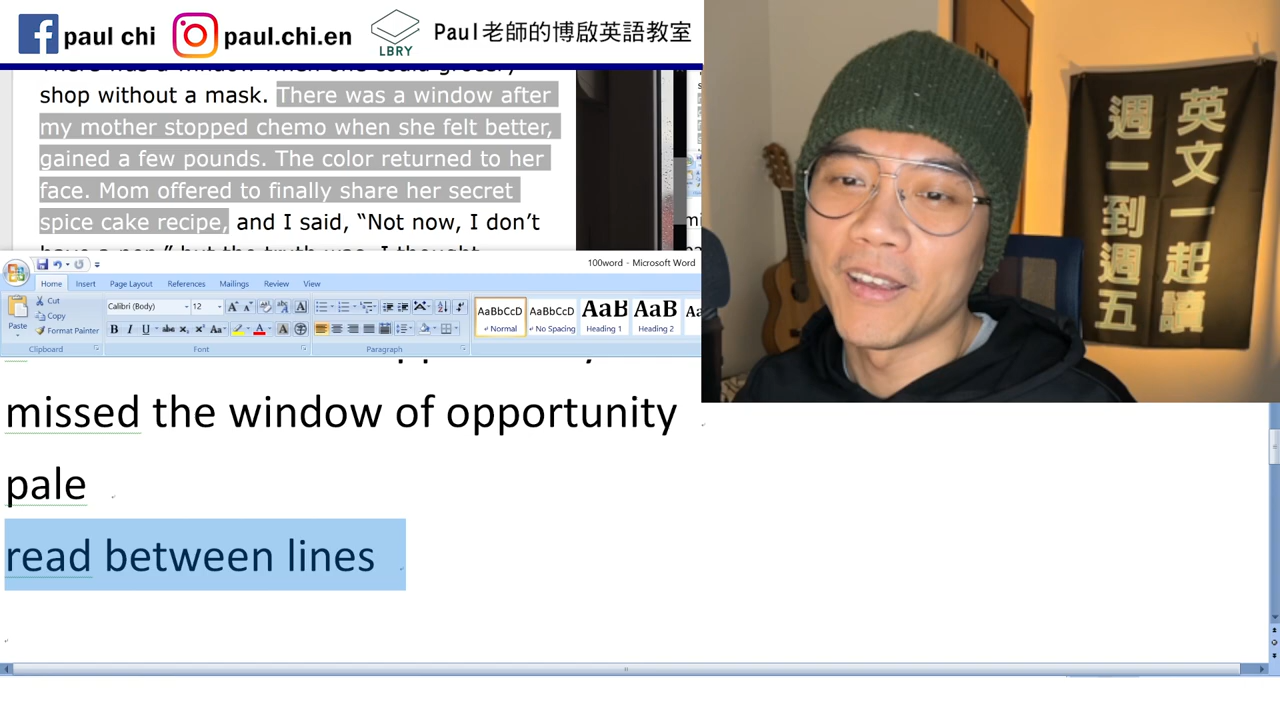 paul chi
paul.chi.en
LBRY
Paul老師的博啟英語教室
shop without a mask. There was a window after
my mother stopped chemo when she felt better,
gained a few pounds. The color returned to her
face. Mom offered to finally share her secret
spice cake recipe, and I said, “Not now, I don’t
100word - Microsoft Word
Home Insert Page Layout References Mailings Review View
Paste
Cut
Copy
Format Painter
Clipboard
Calibri (Body) 12
Font
Paragraph
AaBbCcD AaBbCcD AaB AaB
Normal No Spacing Heading 1 Heading 2
missed the window of opportunity
pale
read between lines
英文一起讀
週一到週五